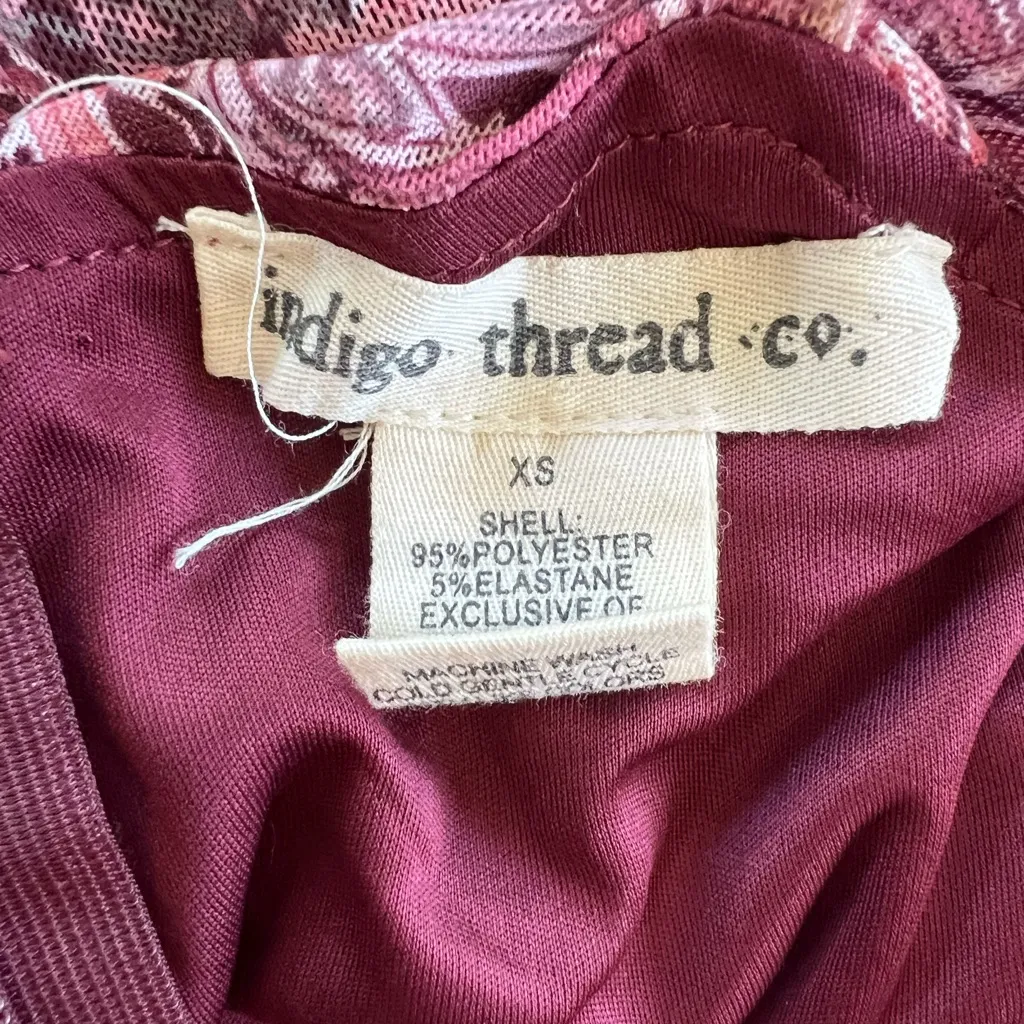 indigo thread co.
XS
SHELL:
95%POLYESTER
5%ELASTANE
EXCLUSIVE OF
MACHINE WASH
COLD GENTLE CYCLE